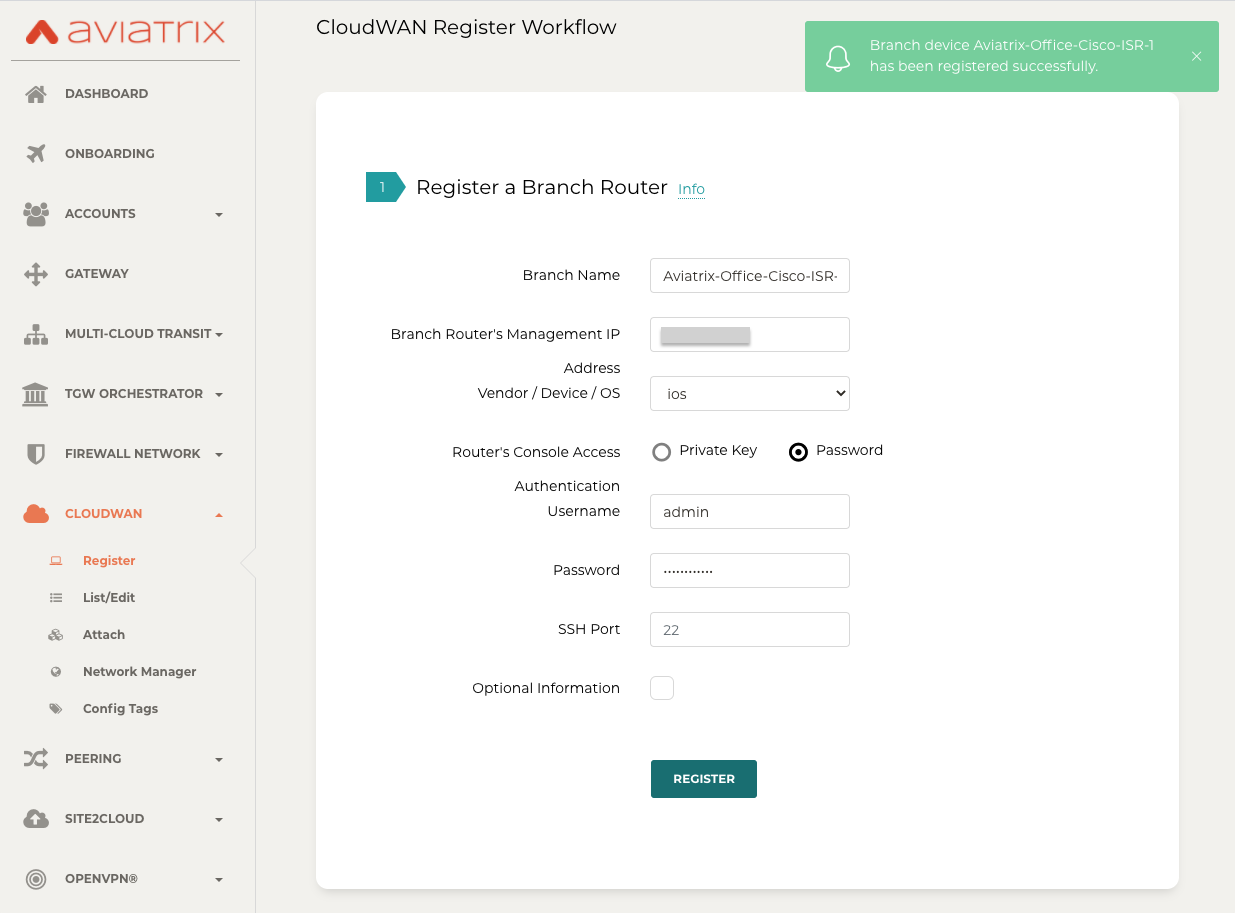 aviatrix
DASHBOARD
ONBOARDING
ACCOUNTS
GATEWAY
MULTI-CLOUD TRANSIT
TGW ORCHESTRATOR
FIREWALL NETWORK
CLOUDWAN
Register
List/Edit
Attach
Network Manager
Config Tags
PEERING
SITE2CLOUD
OPENVPN®
CloudWAN Register Workflow
Branch device Aviatrix-Office-Cisco-ISR-1
has been registered successfully.
1 Register a Branch Router Info
Branch Name Aviatrix-Office-Cisco-ISR-
Branch Router's Management IP
Address
Vendor / Device / OS ios
Router's Console Access Private Key Password
Authentication
Username admin
Password ............
SSH Port 22
Optional Information
REGISTER